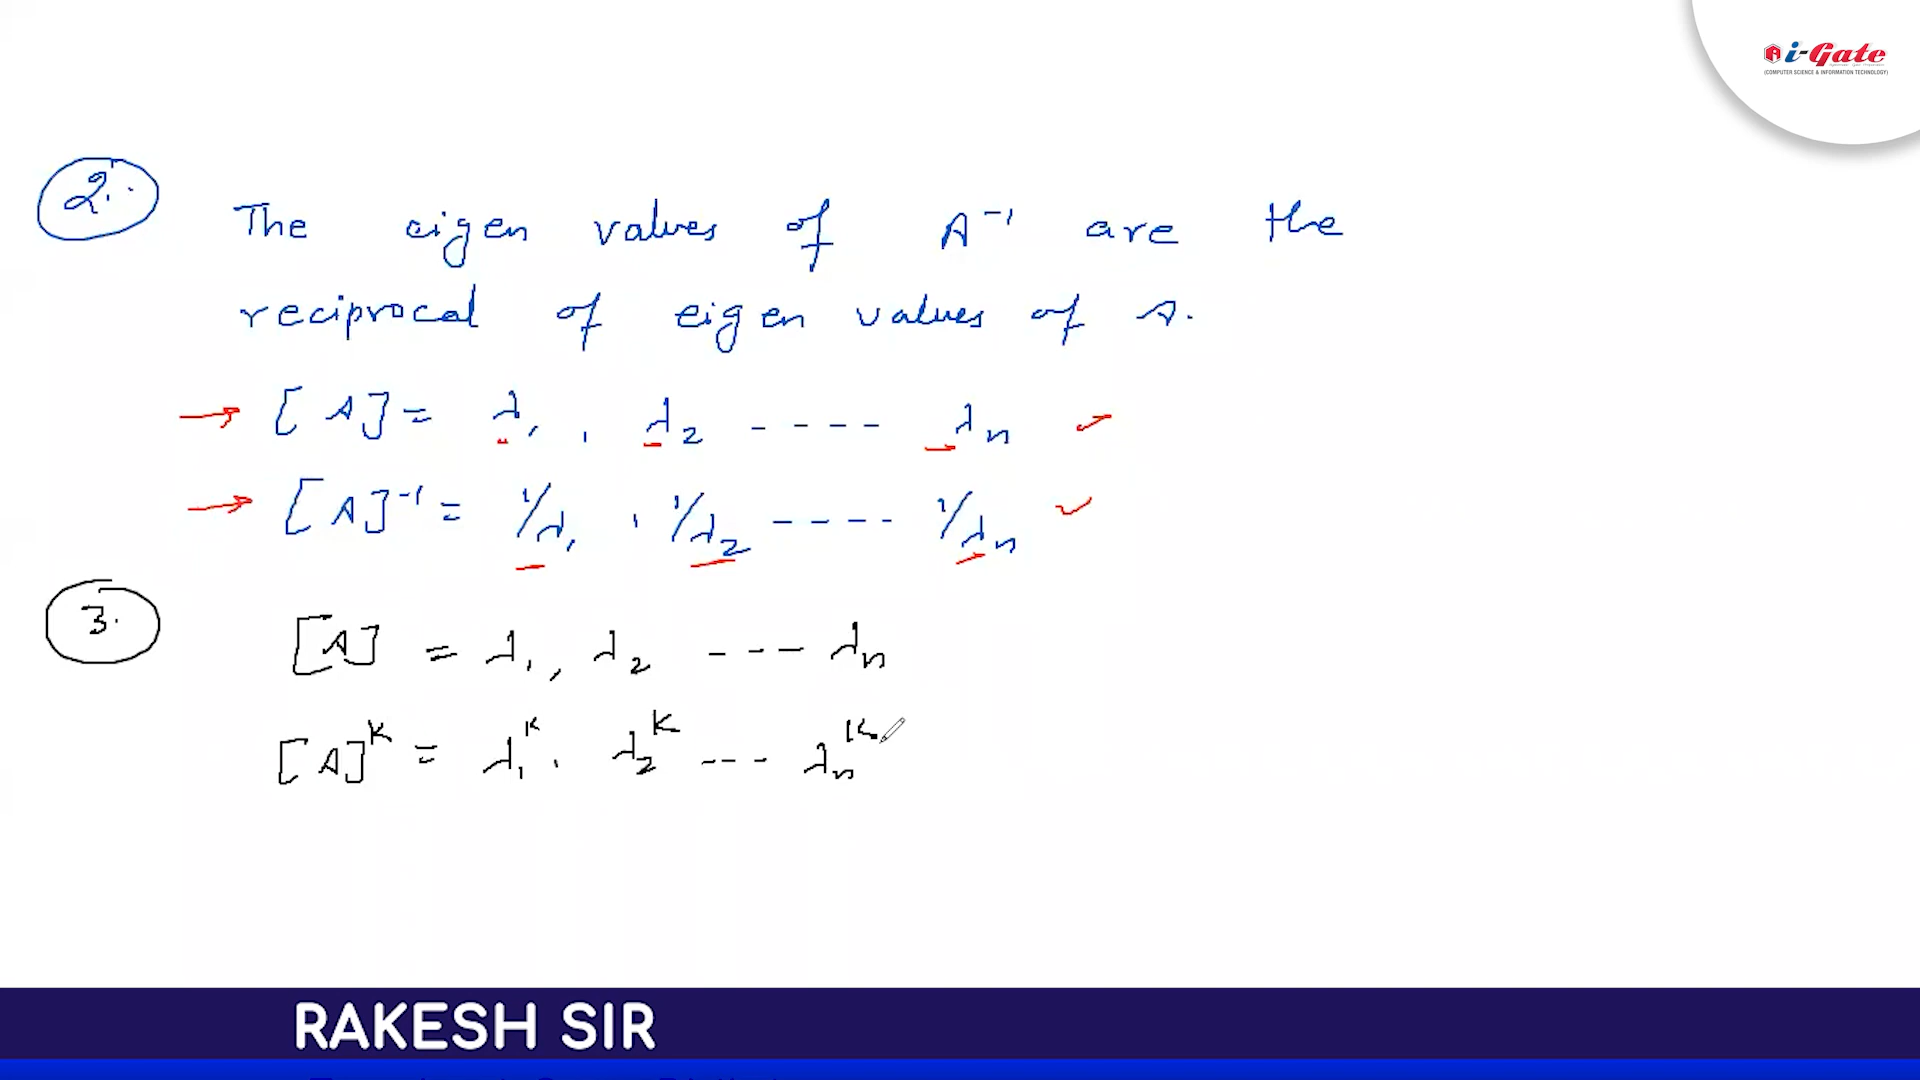 i-Gate
(COMPUTER SCIENCE & INFORMATION TECHNOLOGY)
2.
The eigen values of A⁻¹ are the
reciprocal of eigen values of A.
→ [A] = λ₁, λ₂ ---- λn ✓
→ [A]⁻¹ = 1/λ₁, 1/λ₂ ---- 1/λn ✓
3.
[A] = λ₁, λ₂ --- λn
[A]ᴷ = λ₁ᴷ, λ₂ᴷ --- λnᴷ
RAKESH SIR